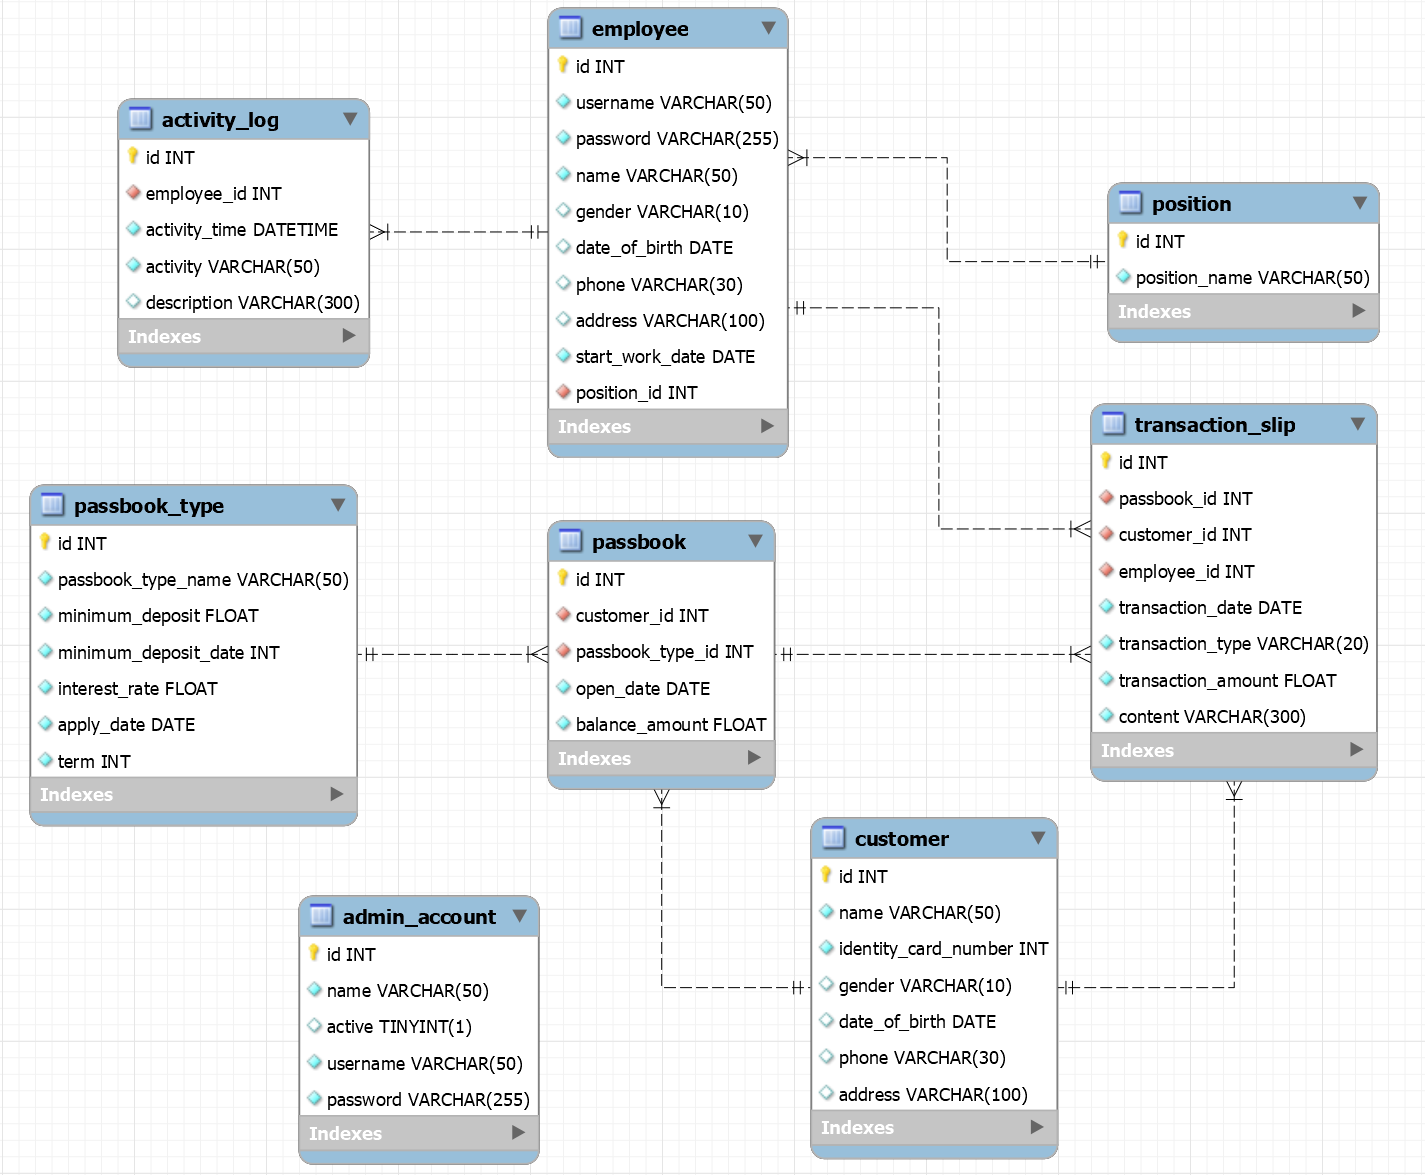 employee
id INT
username VARCHAR(50)
password VARCHAR(255)
name VARCHAR(50)
gender VARCHAR(10)
date_of_birth DATE
phone VARCHAR(30)
address VARCHAR(100)
start_work_date DATE
position_id INT
Indexes
activity_log
id INT
employee_id INT
activity_time DATETIME
activity VARCHAR(50)
description VARCHAR(300)
Indexes
position
id INT
position_name VARCHAR(50)
Indexes
transaction_slip
id INT
passbook_id INT
customer_id INT
employee_id INT
transaction_date DATE
transaction_type VARCHAR(20)
transaction_amount FLOAT
content VARCHAR(300)
Indexes
passbook_type
id INT
passbook_type_name VARCHAR(50)
minimum_deposit FLOAT
minimum_deposit_date INT
interest_rate FLOAT
apply_date DATE
term INT
Indexes
passbook
id INT
customer_id INT
passbook_type_id INT
open_date DATE
balance_amount FLOAT
Indexes
customer
id INT
name VARCHAR(50)
identity_card_number INT
gender VARCHAR(10)
date_of_birth DATE
phone VARCHAR(30)
address VARCHAR(100)
Indexes
admin_account
id INT
name VARCHAR(50)
active TINYINT(1)
username VARCHAR(50)
password VARCHAR(255)
Indexes